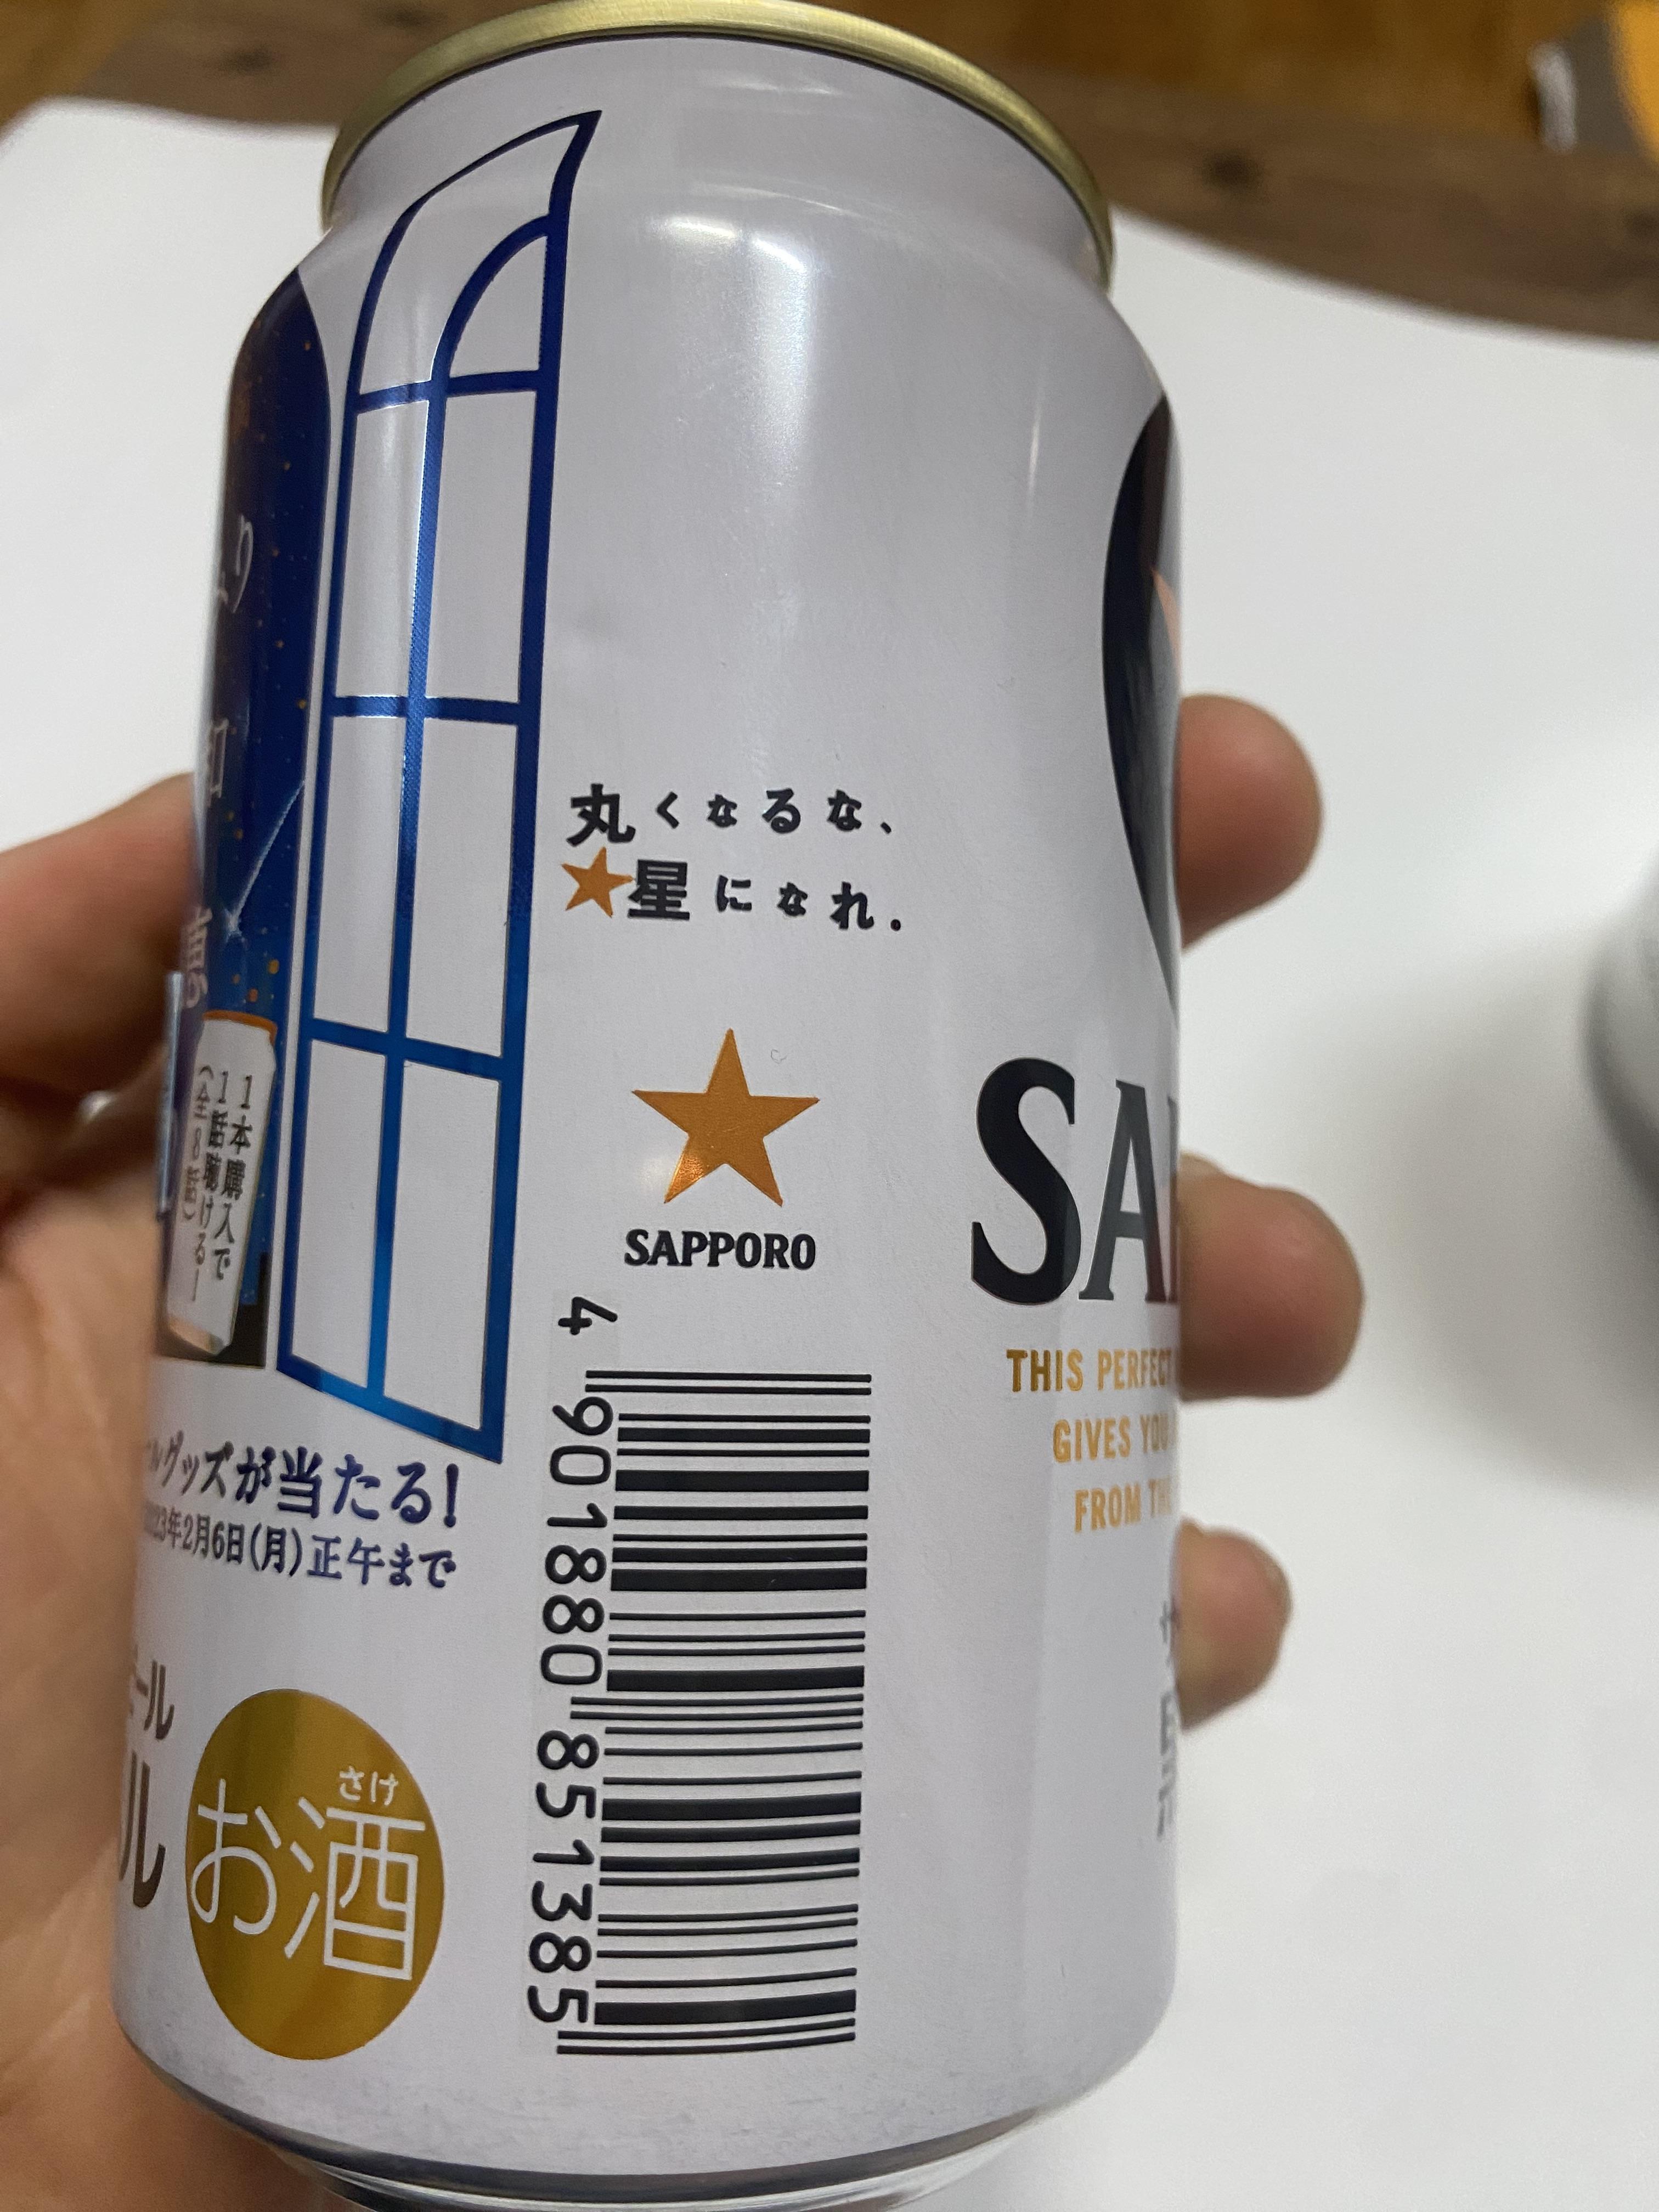 1本購入で
1話聴ける!
(全8話)
グッズが当たる!
23年2月6日(月)正午まで
ール
ル
さけ
お酒
丸くなるな、
★星になれ.
SAPPORO
4 901880 851385
SA
THIS PERFECT
GIVES YOU
FROM THE